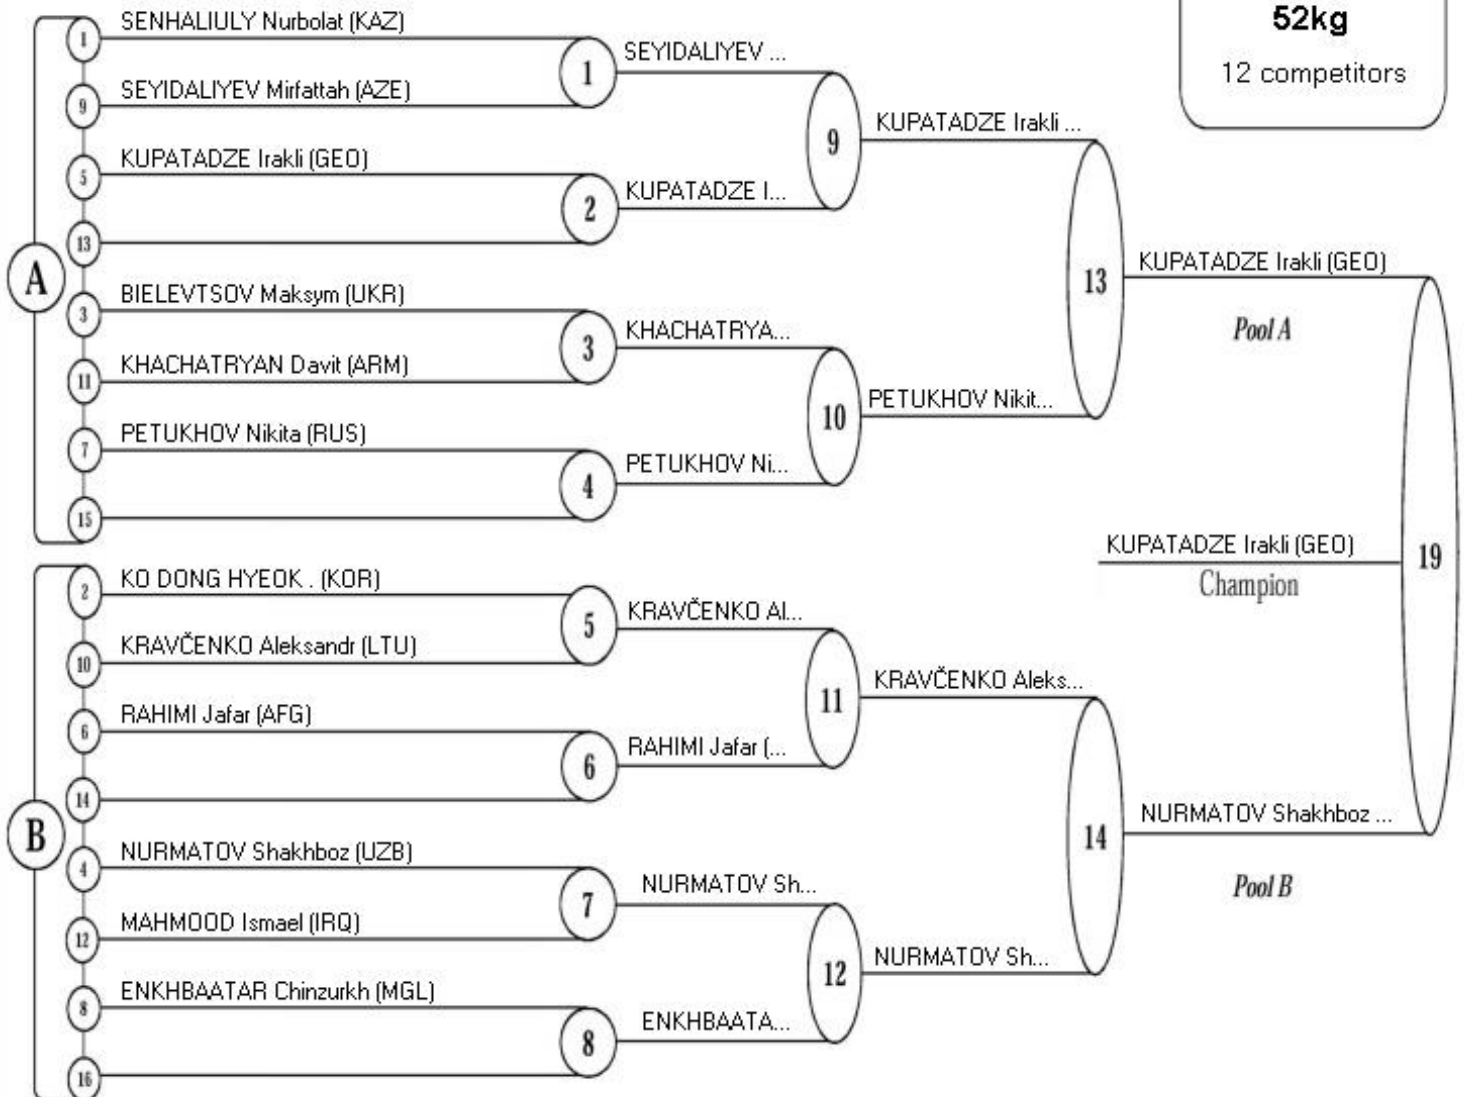 52kg
12 competitors
A
1
SENHALIULY Nurbolat (KAZ)
9
SEYIDALIYEV Mirfattah (AZE)
5
KUPATADZE Irakli (GEO)
13
3
BIELEVTSOV Maksym (UKR)
11
KHACHATRYAN Davit (ARM)
7
PETUKHOV Nikita (RUS)
15
B
2
KO DONG HYEOK . (KOR)
10
KRAVČENKO Aleksandr (LTU)
6
RAHIMI Jafar (AFG)
14
4
NURMATOV Shakhboz (UZB)
12
MAHMOOD Ismael (IRQ)
8
ENKHBAATAR Chinzurkh (MGL)
16
1
SEYIDALIYEV ...
2
KUPATADZE I...
3
KHACHATRYA...
4
PETUKHOV Ni...
5
KRAVČENKO Al...
6
RAHIMI Jafar (...
7
NURMATOV Sh...
8
ENKHBAATA...
9
KUPATADZE Irakli ...
10
PETUKHOV Nikit...
11
KRAVČENKO Aleks...
12
NURMATOV Sh...
13
KUPATADZE Irakli (GEO)
Pool A
14
NURMATOV Shakhboz ...
Pool B
19
KUPATADZE Irakli (GEO)
Champion